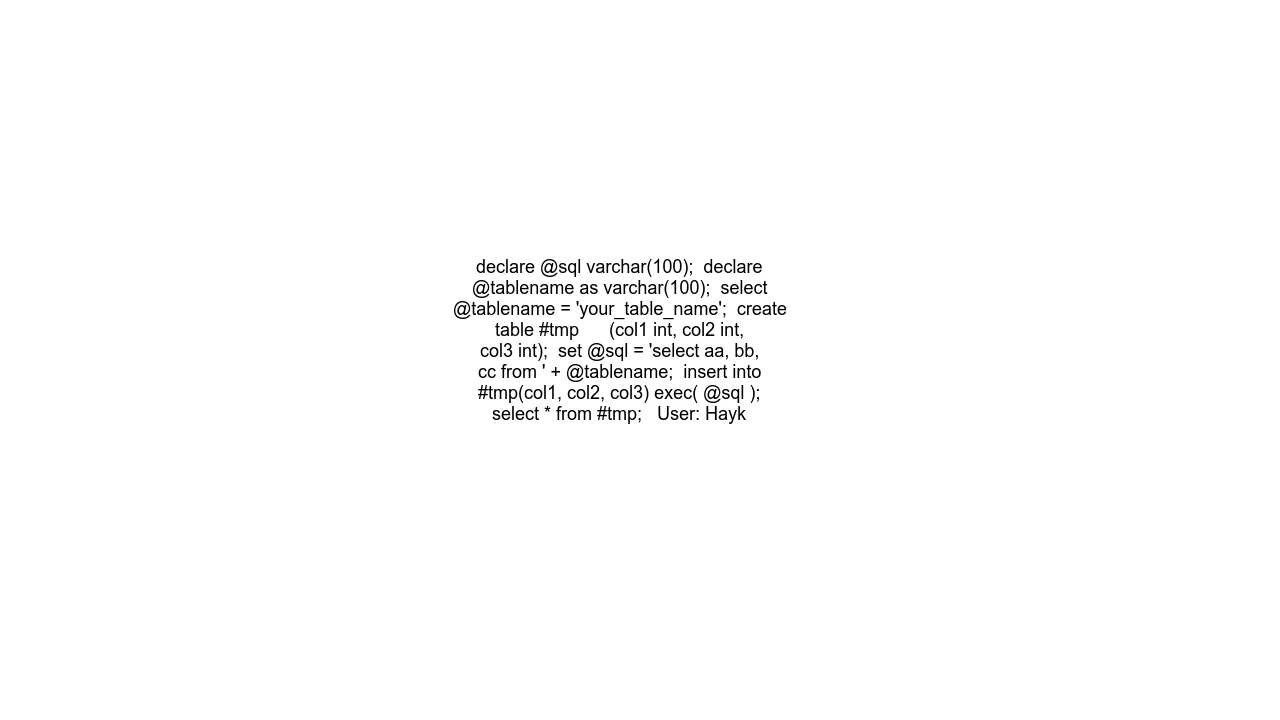 declare @sql varchar(100);  declare
@tablename as varchar(100);  select
@tablename = 'your_table_name';  create
table #tmp      (col1 int, col2 int,
col3 int);  set @sql = 'select aa, bb,
cc from ' + @tablename;  insert into
#tmp(col1, col2, col3) exec( @sql );
select * from #tmp;   User: Hayk